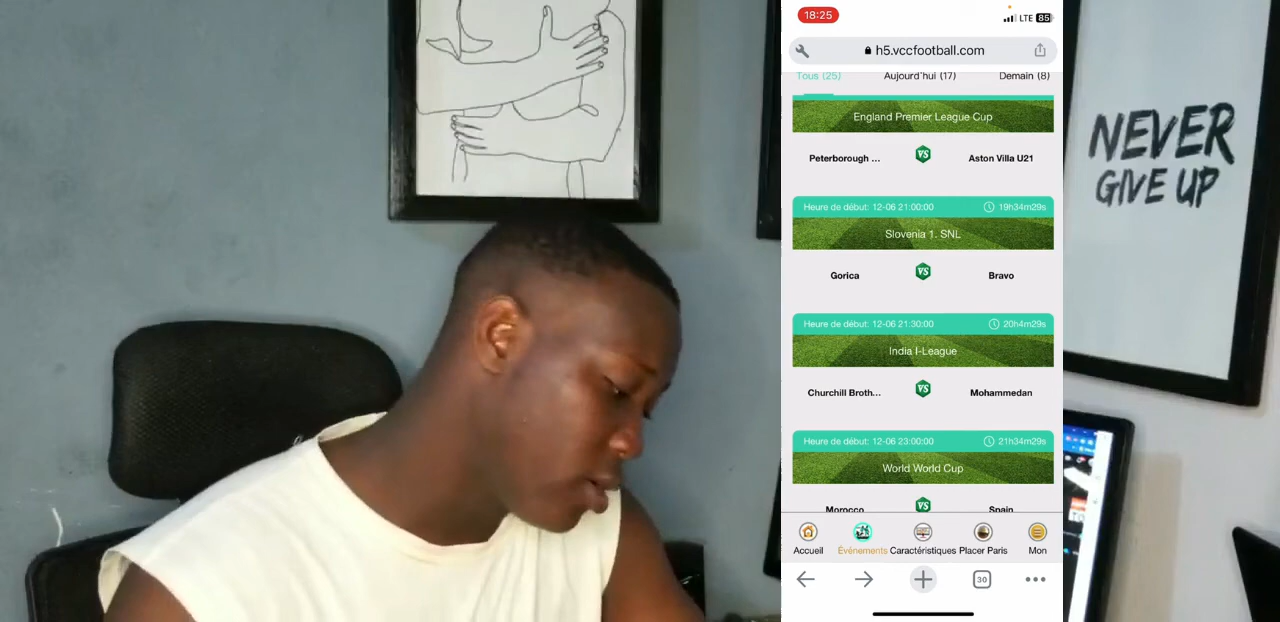 18:25
LTE 85
h5.vccfootball.com
Tous (25) Aujourd'hui (17) Demain (8)
England Premier League Cup
Peterborough ... VS Aston Villa U21
Heure de début: 12-06 21:00:00 19h34m29s
Slovenia 1. SNL
Gorica VS Bravo
Heure de début: 12-06 21:30:00 20h4m29s
India I-League
Churchill Broth... VS Mohammedan
Heure de début: 12-06 23:00:00 21h34m29s
World World Cup
Morocco VS Spain
Accueil Événements Caractéristiques Placer Paris Mon
30
NEVER
GIVE UP